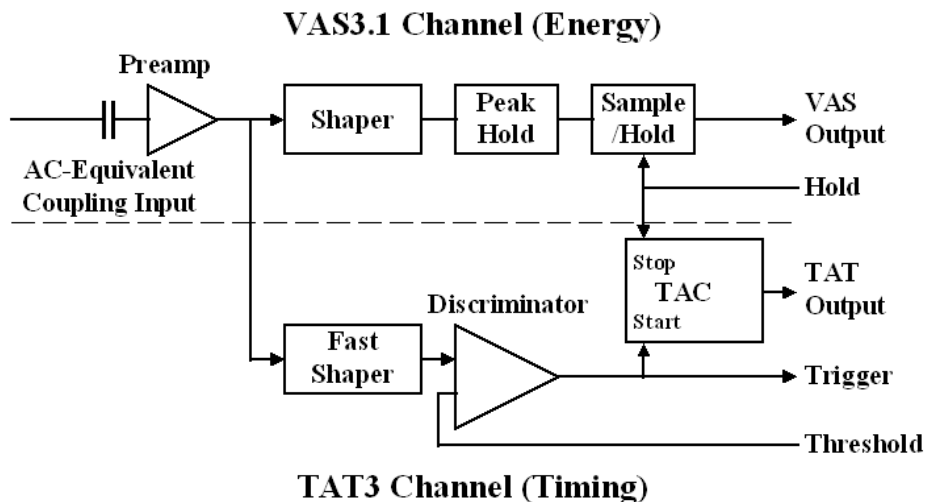 VAS3.1 Channel (Energy)
Preamp
Shaper
Peak
Hold
Sample
/Hold
VAS
Output
AC-Equivalent
Coupling Input
Hold
Stop
TAC
Start
TAT
Output
Discriminator
Fast
Shaper
Trigger
Threshold
TAT3 Channel (Timing)